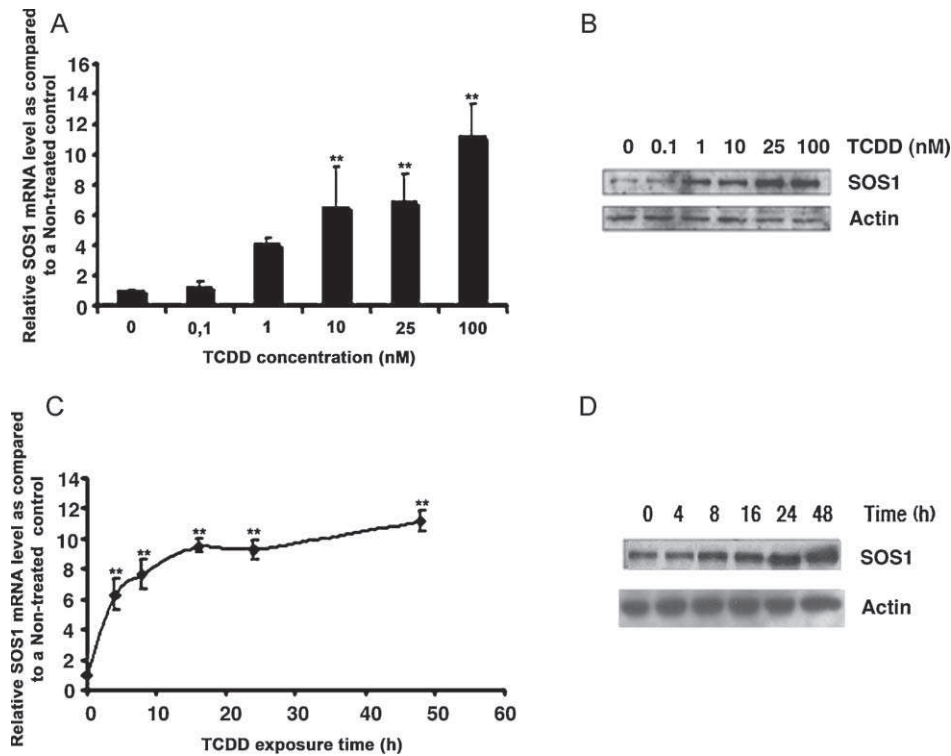 A
Relative SOS1 mRNA level as compared
to a Non-treated control
16
14
12
10
8
6
4
2
0
**
**
**
0 0,1 1 10 25 100
TCDD concentration (nM)
B
0 0.1 1 10 25 100 TCDD (nM)
SOS1
Actin
C
Relative SOS1 mRNA level as compared
to a Non-treated control
14
12
10
8
6
4
2
0
**
**
**
**
**
0 10 20 30 40 50 60
TCDD exposure time (h)
D
0 4 8 16 24 48 Time (h)
SOS1
Actin